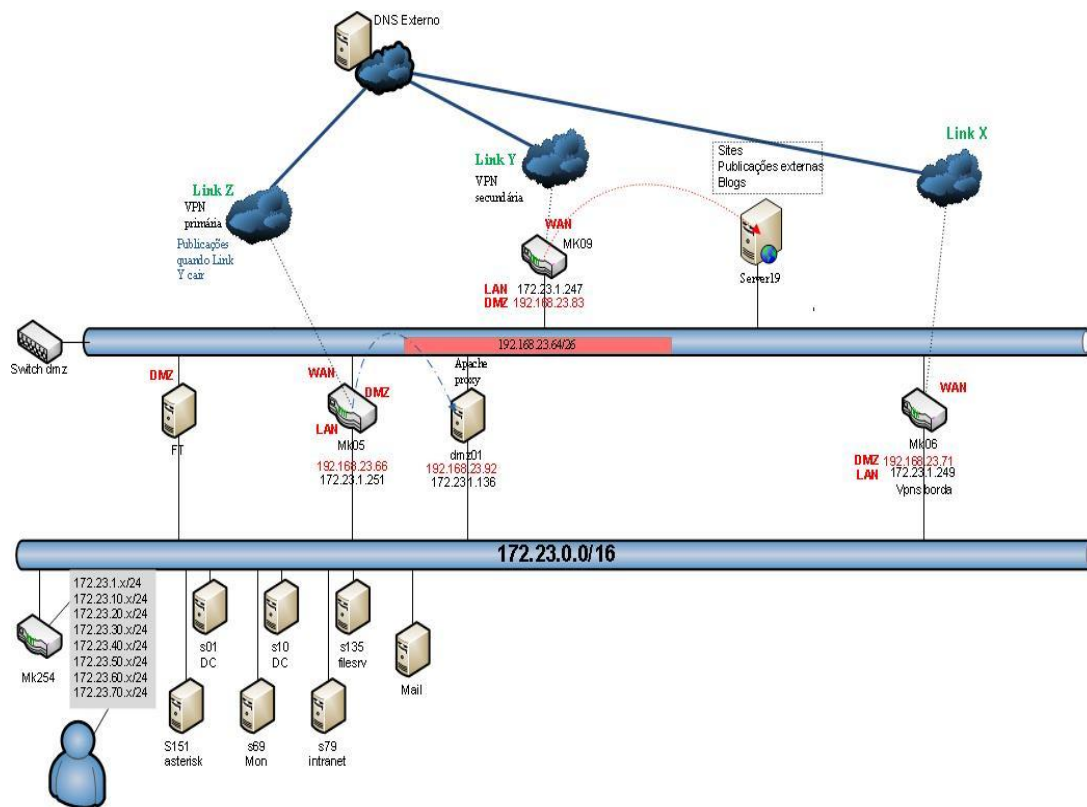 DNS Externo
Link X
Sites
Publicações externas
Blogs
Link Y
VPN
secundária
Link Z
VPN
primária
Publicações
quando Link
Y cair
WAN
MK09
Server19
LAN 172.23.1.247
DMZ 192.168.23.83
192.168.23.64/26
Switch dmz
DMZ
WAN
DMZ
Apache
proxy
WAN
LAN
FT
Mk05
dmz01
Mk06
192.168.23.66
172.23.1.251
192.168.23.92
172.23.1.136
DMZ 192.168.23.71
LAN 172.23.1.249
Vpns borda
172.23.0.0/16
172.23.1.x/24
172.23.10.x/24
172.23.20.x/24
172.23.30.x/24
172.23.40.x/24
172.23.50.x/24
172.23.60.x/24
172.23.70.x/24
Mk254
s01
DC
s10
DC
s135
filesrv
Mail
S151
asterisk
s69
Mon
s79
intranet